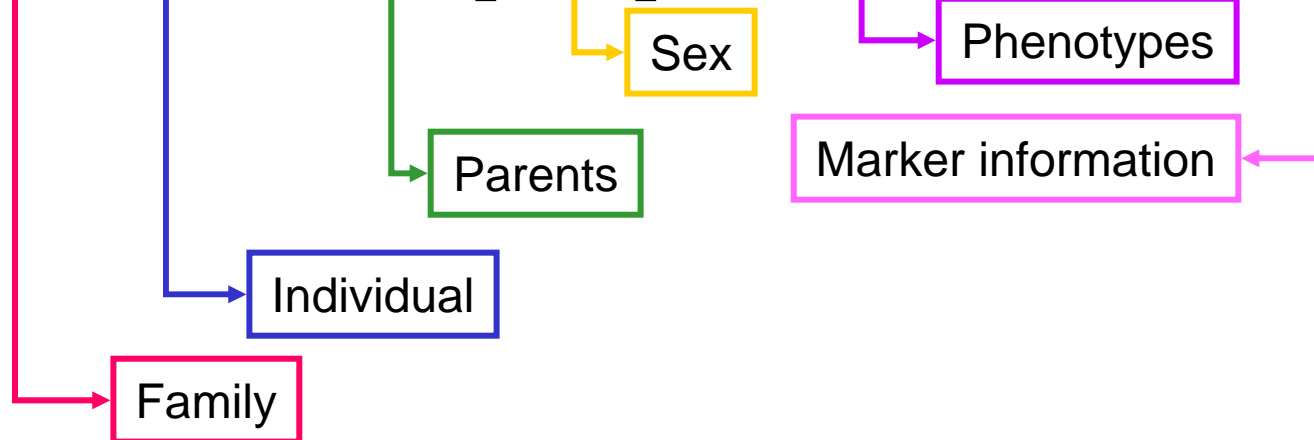 Phenotypes
Sex
Marker information
Parents
Individual
Family